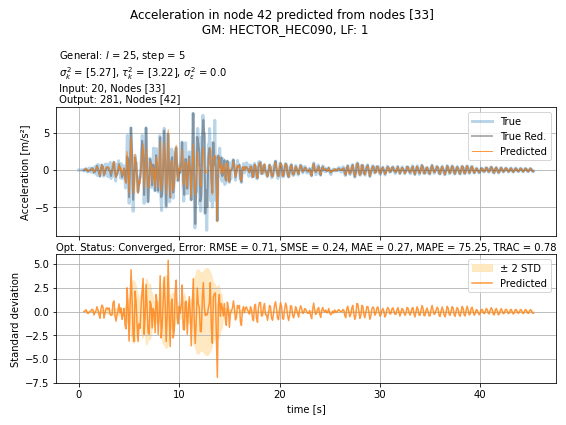 Acceleration in node 42 predicted from nodes [33]
GM: HECTOR_HEC090, LF: 1
General: l = 25, step = 5
σ²ₖ = [5.27], τ²ₖ = [3.22], σ²ε = 0.0
Input: 20, Nodes [33]
Output: 281, Nodes [42]
Acceleration [m/s²]
5
0
−5
True
True Red.
Predicted
Opt. Status: Converged, Error: RMSE = 0.71, SMSE = 0.24, MAE = 0.27, MAPE = 75.25, TRAC = 0.78
Standard deviation
5.0
2.5
0.0
−2.5
−5.0
−7.5
± 2 STD
Predicted
0 10 20 30 40
time [s]